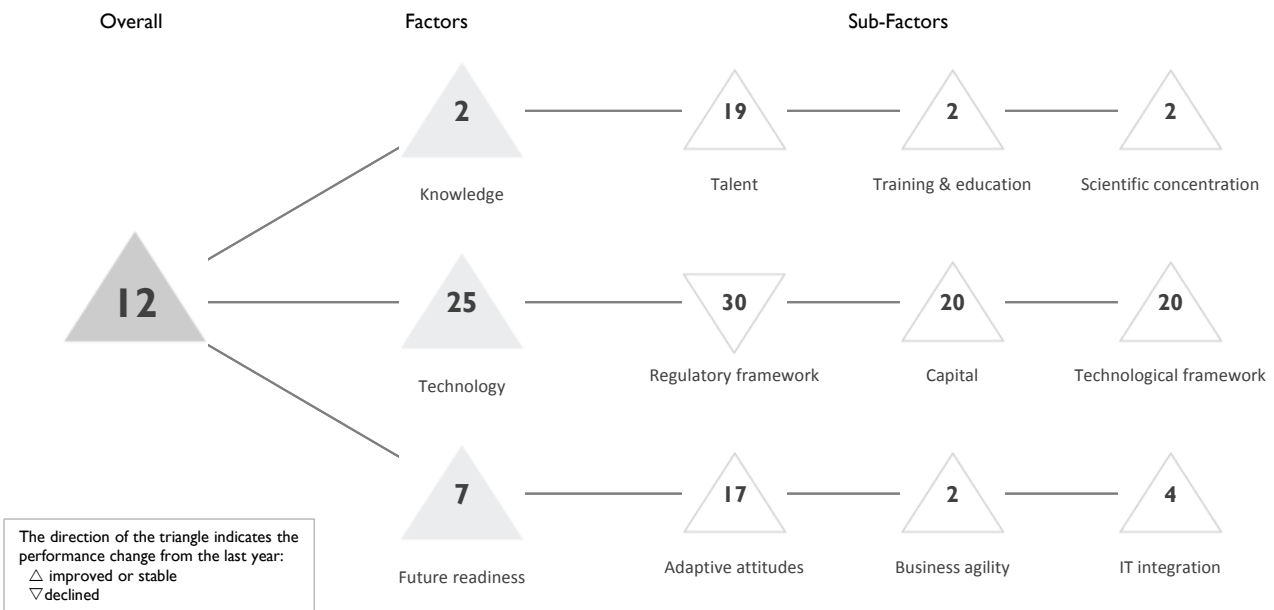 Overall Factors Sub-Factors
2 19 2 2
Knowledge Talent Training & education Scientific concentration
12 25 30 20 20
Technology Regulatory framework Capital Technological framework
7 17 2 4
Future readiness Adaptive attitudes Business agility IT integration
The direction of the triangle indicates the
performance change from the last year:
△ improved or stable
▽declined